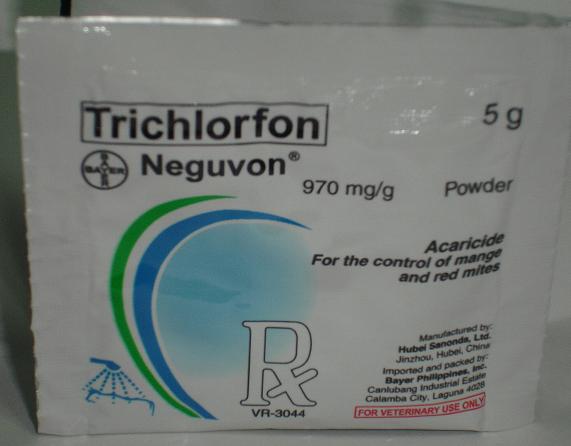 Trichlorfon
5 g
BAYER
BAYER
Neguvon®
970 mg/g Powder
Acaricide
For the control of mange
and red mites
Rx
VR-3044
Manufactured by:
Hubei Sanonda, Ltd.
Jinzhou, Hubei, China
Imported and packed by:
Bayer Philippines, Inc.
Canlubang Industrial Estate
Calamba City, Laguna 4028
FOR VETERINARY USE ONLY